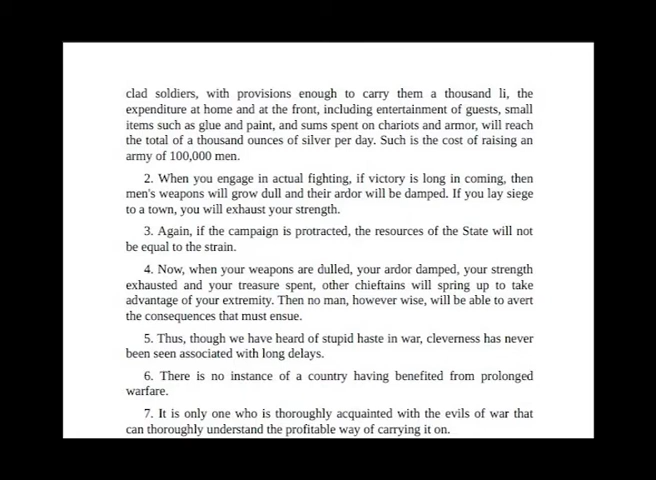 clad soldiers, with provisions enough to carry them a thousand li, the
expenditure at home and at the front, including entertainment of guests, small
items such as glue and paint, and sums spent on chariots and armor, will reach
the total of a thousand ounces of silver per day. Such is the cost of raising an
army of 100,000 men.
2. When you engage in actual fighting, if victory is long in coming, then
men's weapons will grow dull and their ardor will be damped. If you lay siege
to a town, you will exhaust your strength.
3. Again, if the campaign is protracted, the resources of the State will not
be equal to the strain.
4. Now, when your weapons are dulled, your ardor damped, your strength
exhausted and your treasure spent, other chieftains will spring up to take
advantage of your extremity. Then no man, however wise, will be able to avert
the consequences that must ensue.
5. Thus, though we have heard of stupid haste in war, cleverness has never
been seen associated with long delays.
6. There is no instance of a country having benefited from prolonged
warfare.
7. It is only one who is thoroughly acquainted with the evils of war that
can thoroughly understand the profitable way of carrying it on.